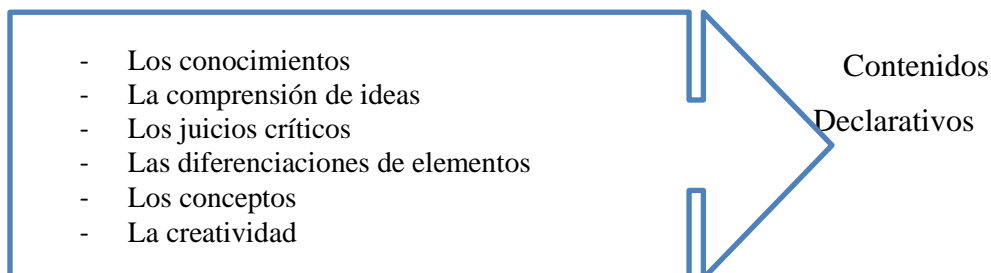 - Los conocimientos
- La comprensión de ideas
- Los juicios críticos
- Las diferenciaciones de elementos
- Los conceptos
- La creatividad
Contenidos
Declarativos